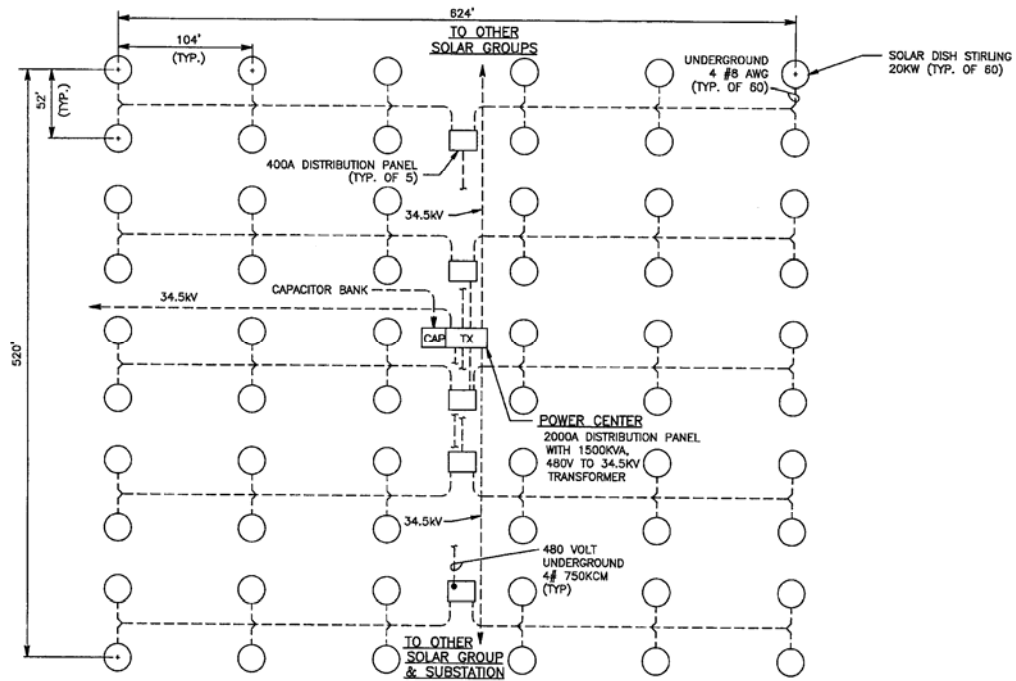 624'
TO OTHER
SOLAR GROUPS
104'
(TYP.)
UNDERGROUND
4 #8 AWG
(TYP. OF 60)
SOLAR DISH STIRLING
20KW (TYP. OF 60)
52'
(TYP.)
400A DISTRIBUTION PANEL
(TYP. OF 5)
34.5kV
CAPACITOR BANK
34.5kV
CAP
TX
520'
POWER CENTER
2000A DISTRIBUTION PANEL
WITH 1500KVA,
480V TO 34.5KV
TRANSFORMER
34.5kV
480 VOLT
UNDERGROUND
4# 750KCM
(TYP)
TO OTHER
SOLAR GROUP
& SUBSTATION